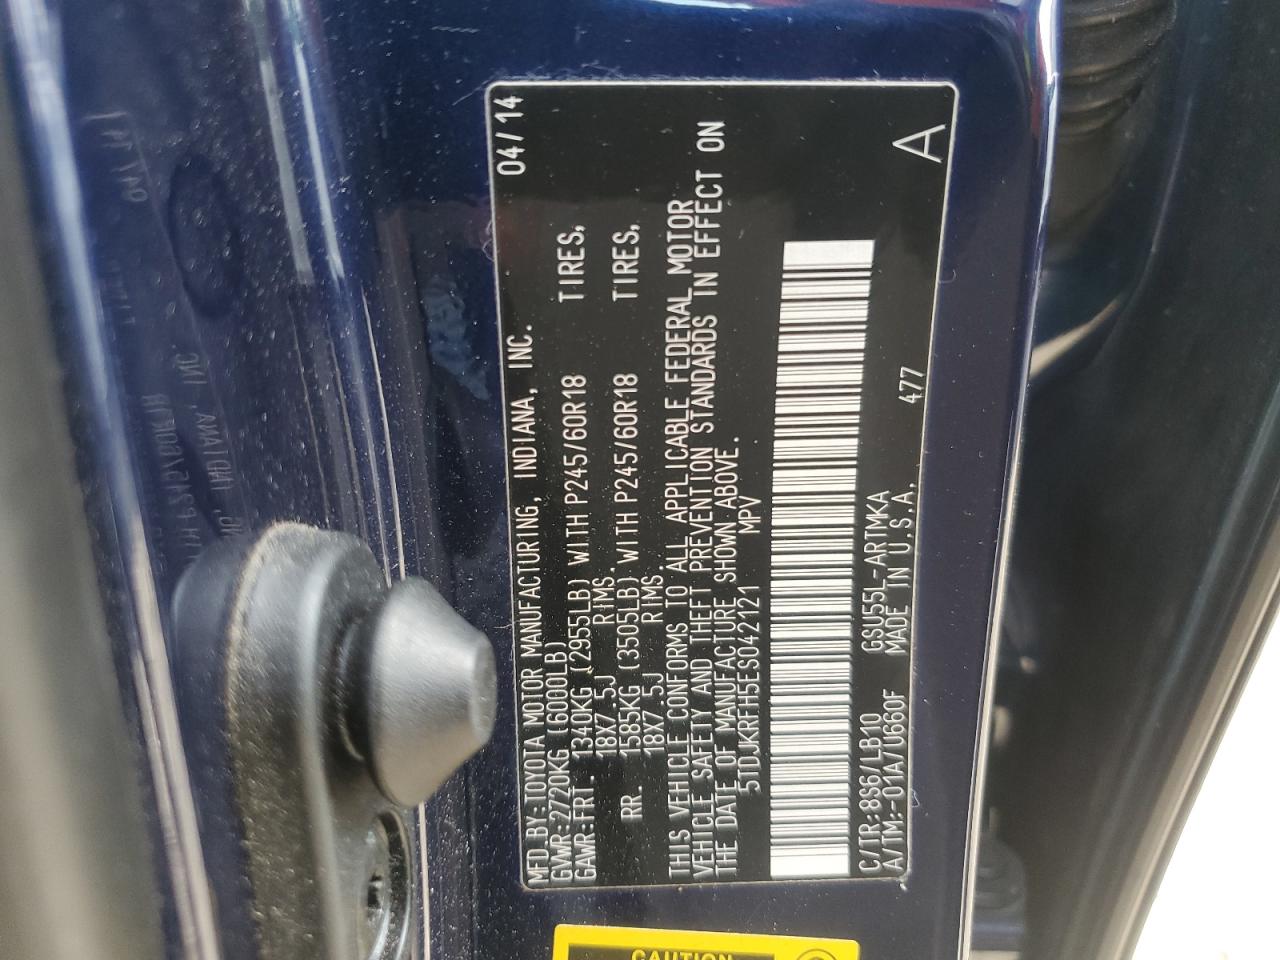 MFD.BY:TOYOTA MOTOR MANUFACTURING, INDIANA, INC. 04/14
GVWR:2720KG(6000LB)
GAWR:FRT. 1340KG (2955LB) WITH P245/60R18 TIRES,
18X7.5J RIMS.
RR. 1585KG (3505LB) WITH P245/60R18 TIRES,
18X7.5J RIMS.
THIS VEHICLE CONFORMS TO ALL APPLICABLE FEDERAL MOTOR
VEHICLE SAFETY AND THEFT PREVENTION STANDARDS IN EFFECT ON
THE DATE OF MANUFACTURE SHOWN ABOVE.
5TDJKRFH5ES042121 MPV
C/TR:8S6/LB10 GSU55L-ARTMKA 477
A/TM:-01A/U660F MADE IN U.S.A.
A
CAUTION